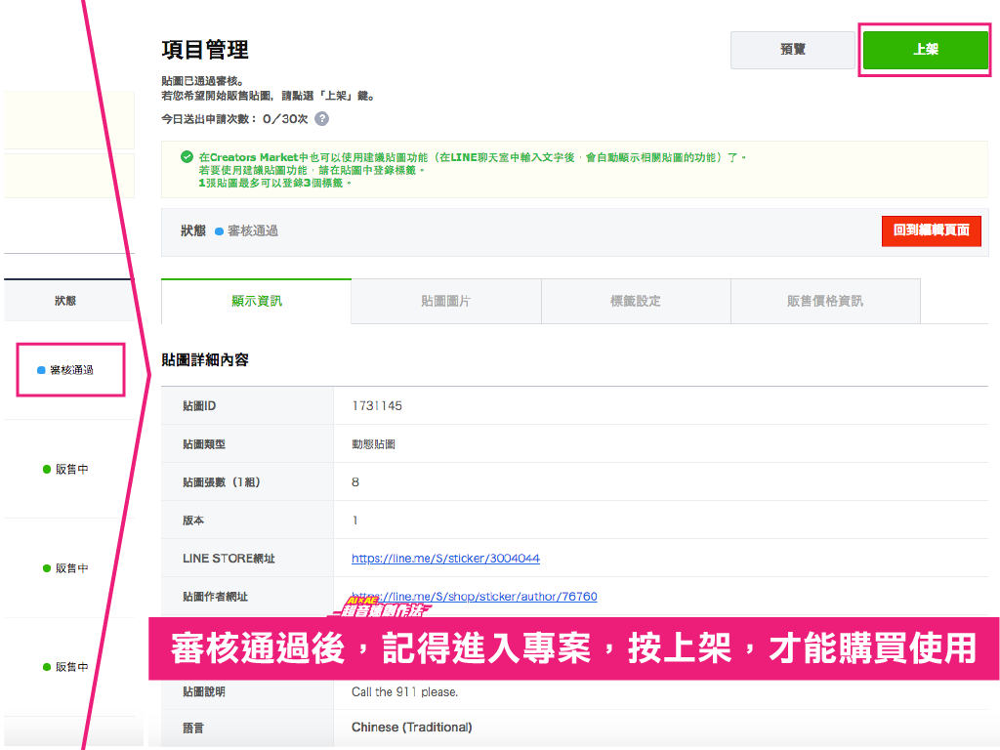 項目管理
預覽
上架
貼圖已通過審核。
若您希望開始販售貼圖，請點選「上架」鍵。
今日送出申請次數： 0／30次 ?
在Creators Market中也可以使用建議貼圖功能（在LINE聊天室中輸入文字後，會自動顯示相關貼圖的功能）了。
若要使用建議貼圖功能，請在貼圖中登錄標籤。
1張貼圖最多可以登錄3個標籤。
狀態 審核通過
回到編輯頁面
狀態
審核通過
販售中
販售中
販售中
顯示資訊
貼圖圖片
標籤設定
販售價格資訊
貼圖詳細內容
貼圖ID 1731145
貼圖類型 動態貼圖
貼圖張數（1組） 8
版本 1
LINE STORE網址 https://line.me/S/sticker/3004044
貼圖作者網址 https://line.me/S/shop/sticker/author/76760
審核通過後，記得進入專案，按上架，才能購買使用
貼圖說明 Call the 911 please.
語言 Chinese (Traditional)